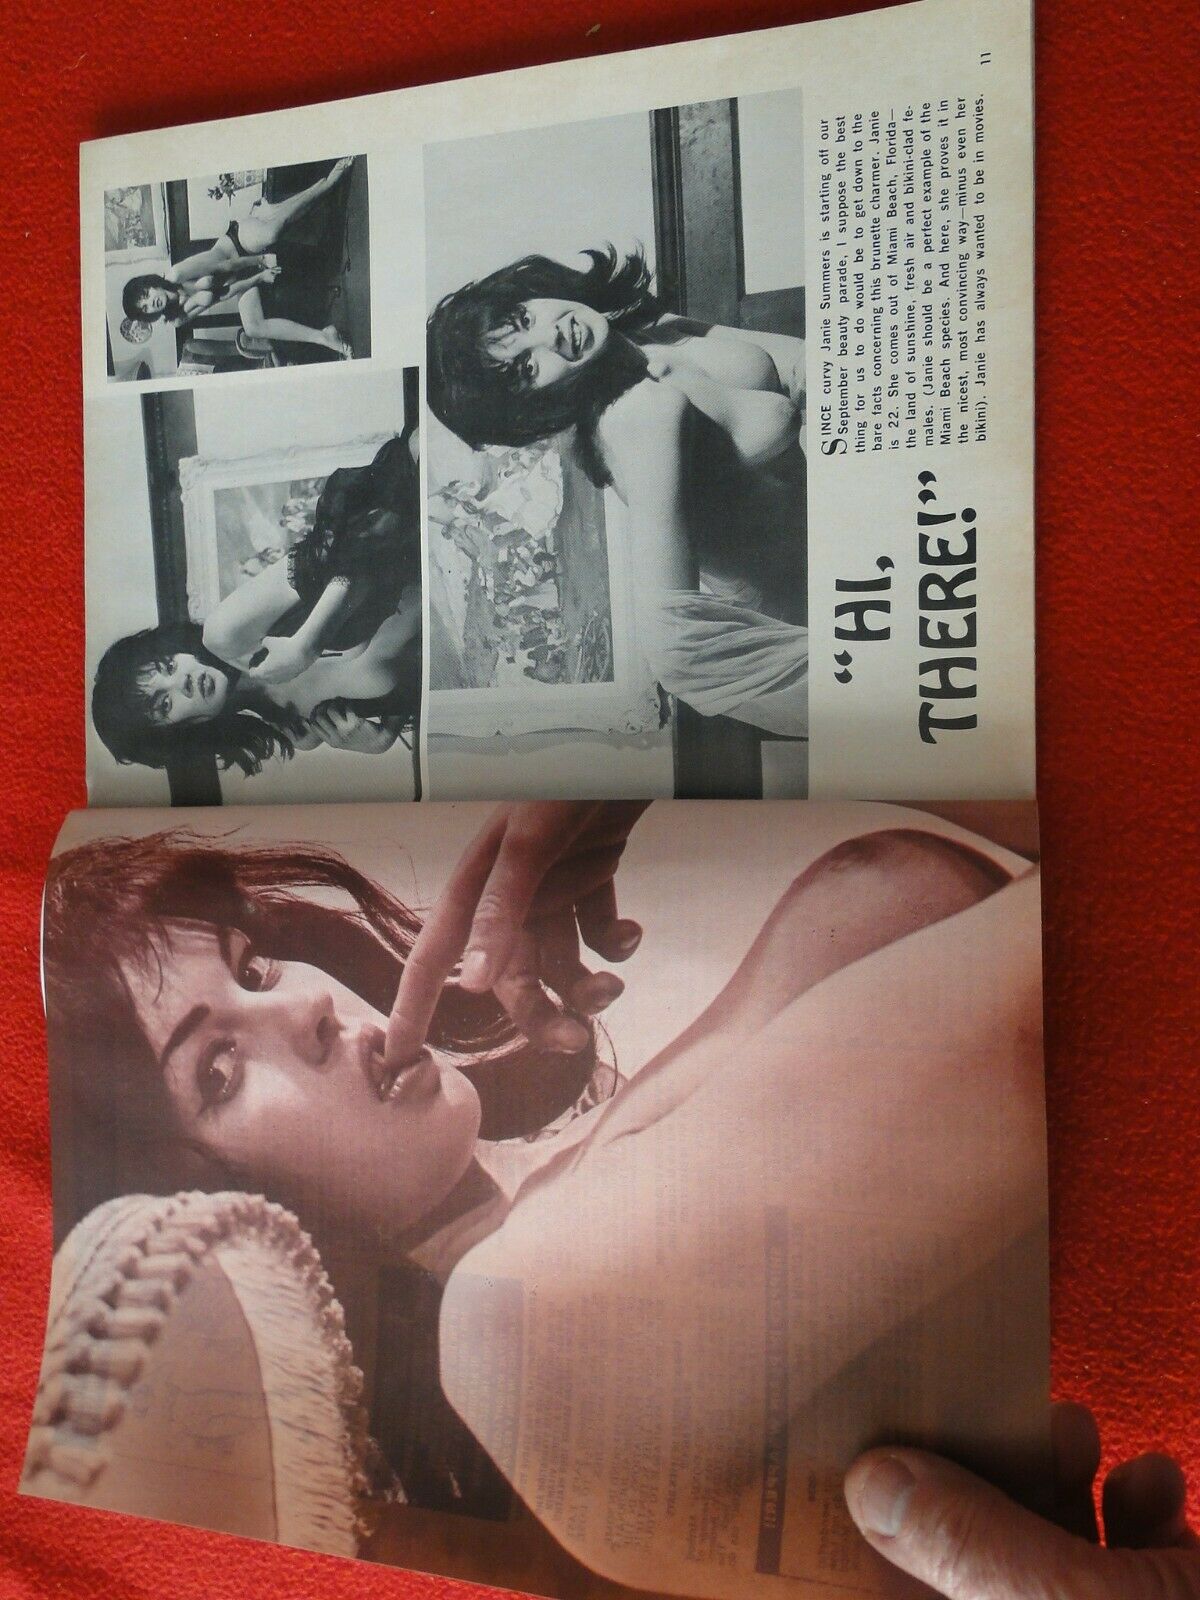 "HI,
THERE!"
SINCE curvy Janie Summers is starting off our
September beauty parade, I suppose the best
thing for us to do would be to get down to the
bare facts concerning this brunette charmer. Janie
is 22. She comes out of Miami Beach, Florida—
the land of sunshine, fresh air and bikini-clad fe-
males. (Janie should be a perfect example of the
Miami Beach species. And here, she proves it in
the nicest, most convincing way—minus even her
bikini). Janie has always wanted to be in movies.
11